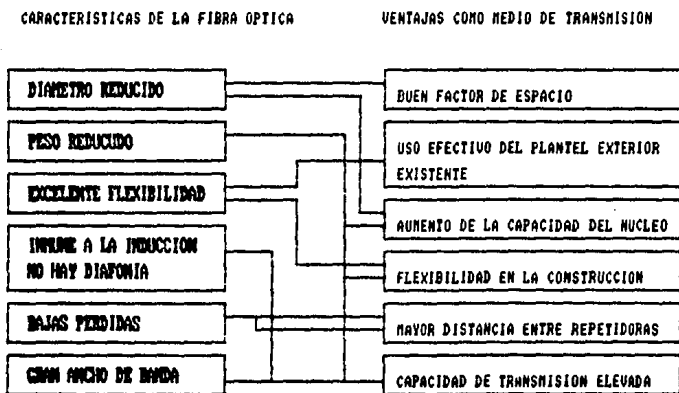 CARACTERISTICAS DE LA FIBRA OPTICA
VENTAJAS COMO MEDIO DE TRANSMISION
DIAMETRO REDUCIDO
PESO REDUCUDO
EXCELENTE FLEXIBILIDAD
INMUNE A LA INDUCCION
NO HAY DIAFONIA
BAJAS PERDIDAS
GRAN ANCHO DE BANDA
BUEN FACTOR DE ESPACIO
USO EFECTIVO DEL PLANTEL EXTERIOR
EXISTENTE
AUMENTO DE LA CAPACIDAD DEL NUCLEO
FLEXIBILIDAD EN LA CONSTRUCCION
MAYOR DISTANCIA ENTRE REPETIDORAS
CAPACIDAD DE TRANSMISION ELEVADA